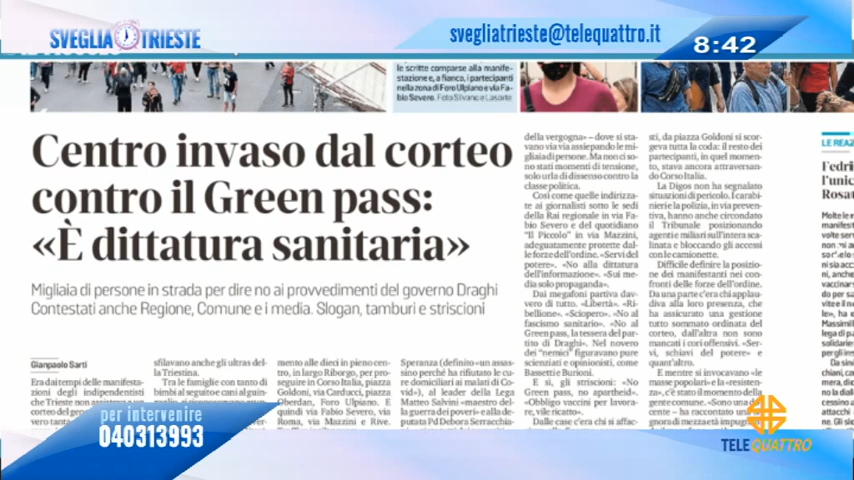 SVEGLIA TRIESTE
svegliatrieste@telequattro.it
8:42
le scritte comparse alla manife-
stazione e, a fianca, i partecipanti
nella zona di Foro Ulpiano e via Fa-
bio Severo. Foto Silvano e Lasorte
Centro invaso dal corteo
contro il Green pass:
«È dittatura sanitaria»
Migliaia di persone in strada per dire no ai provvedimenti del governo Draghi
Contestati anche Regione, Comune e i media. Slogan, tamburi e striscioni
Gianpaolo Sarti
Era dai tempi delle manifesta-
zioni degli indipendentisti
che Trieste non
corteo del gen
vero tanta
sfilavano anche gli ultras del-
la Triestina.
Tra le famiglie con tanto di
bimbi al seguito e cani al guin-
mento alle dieci in pieno cen-
tro, in largo Riborgo, per pro-
seguire in Corso Italia, piazza
Goldoni, via Carducci, piazza
Oberdan, Foro Ulpiano. E
quindi via Fabio Severo, via
Roma, via Mazzini e Rive.
Speranza (definito «un assas-
sino perché ha rifiutato le cu-
re domiciliari ai malati di Co-
vid»), al leader della Lega
Matteo Salvini «maestro del-
la guerra dei poveri» e alla de-
putata Pd Debora Serracchia-
della vergogna» – dove si sta-
vano via via assiepando le mi-
gliaia di persone. Ma non ci so-
no stati momenti di tensione,
solo urla di dissenso contro la
classe politica.
Così come quelle indirizza-
te ai giornalisti sotto le sedi
della Rai regionale in via Fa-
bio Severo e del quotidiano
"Il Piccolo" in via Mazzini,
adeguatamente protette dal-
le forze dell'ordine. «Servi del
potere». «No alla dittatura
dell'informazione». «Sui me-
dia solo propaganda».
Dai megafoni partiva dav-
vero di tutto. «Libertà». «Ri-
bellione». «Sciopero». «No al
fascismo sanitario». «No al
Green pass, la tessera del par-
tito di Draghi». Nel novero
dei "nemici" figuravano pure
scienziati e opinionisti, come
Bassetti e Burioni.
E sì, gli striscioni: «No
Green pass, no apartheid».
«Obbligo vaccini per lavora-
re, vile ricatto».
Dalle case c'era chi si affac-
sti, da piazza Goldoni si scor-
geva tutta la coda: il resto dei
partecipanti, in quel momen-
to, stava ancora attraversan-
do Corso Italia.
La Digos non ha segnalato
situazioni di pericolo. I carabi-
nieri e la polizia, in via preven-
tiva, hanno anche circondato
il Tribunale posizionando
agenti e militari sull'intera sca-
linata e bloccando gli accessi
con le camionette.
Difficile definire la posizio-
ne dei manifestanti nei con-
fronti delle forze dell'ordine.
Da una parte c'era chi applau-
diva alla loro presenza, che
ha assicurato una gestione
tutto sommato ordinata del
corteo, dall'altra non sono
mancati i cori offensivi. «Ser-
vi, schiavi del potere» e
quant'altro.
E mentre si invocavano «le
masse popolari» e la «resisten-
za», c'è stato il momento della
gente comune. «Sono una
LE REAZ
Fedri
l'unic
Rosat
per intervenire
040313993
TELEQUATTRO